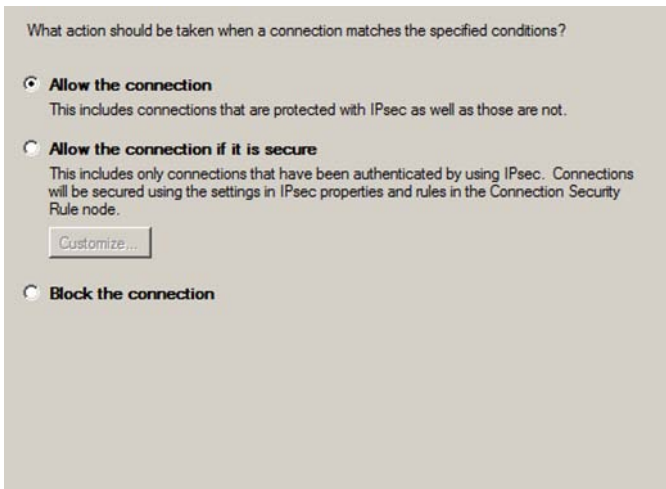 What action should be taken when a connection matches the specified conditions?
Allow the connection
This includes connections that are protected with IPsec as well as those are not.
Allow the connection if it is secure
This includes only connections that have been authenticated by using IPsec. Connections
will be secured using the settings in IPsec properties and rules in the Connection Security
Rule node.
Customize...
Block the connection